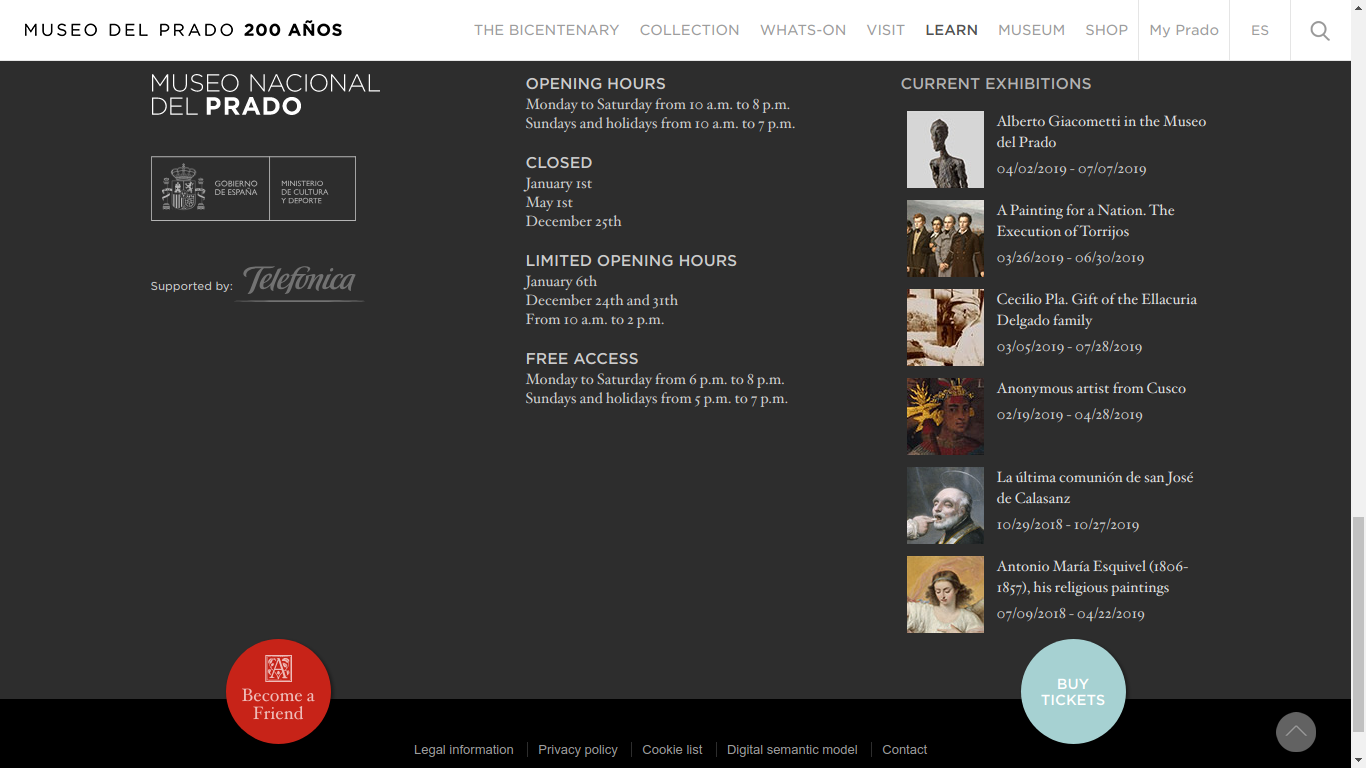 MUSEO DEL PRADO 200 AÑOS
THE BICENTENARY
COLLECTION
WHATS-ON
VISIT
LEARN
MUSEUM
SHOP
My Prado
ES
MUSEO NACIONAL
DEL PRADO
GOBIERNO
DE ESPAÑA
MINISTERIO
DE CULTURA
Y DEPORTE
Supported by: Telefónica
OPENING HOURS
Monday to Saturday from 10 a.m. to 8 p.m.
Sundays and holidays from 10 a.m. to 7 p.m.
CLOSED
January 1st
May 1st
December 25th
LIMITED OPENING HOURS
January 6th
December 24th and 31th
From 10 a.m. to 2 p.m.
FREE ACCESS
Monday to Saturday from 6 p.m. to 8 p.m.
Sundays and holidays from 5 p.m. to 7 p.m.
CURRENT EXHIBITIONS
Alberto Giacometti in the Museo
del Prado
04/02/2019 - 07/07/2019
A Painting for a Nation. The
Execution of Torrijos
03/26/2019 - 06/30/2019
Cecilio Pla. Gift of the Ellacuria
Delgado family
03/05/2019 - 07/28/2019
Anonymous artist from Cusco
02/19/2019 - 04/28/2019
La última comunión de san José
de Calasanz
10/29/2018 - 10/27/2019
Antonio María Esquivel (1806-
1857), his religious paintings
07/09/2018 - 04/22/2019
A
Become a
Friend
BUY
TICKETS
Legal information
Privacy policy
Cookie list
Digital semantic model
Contact